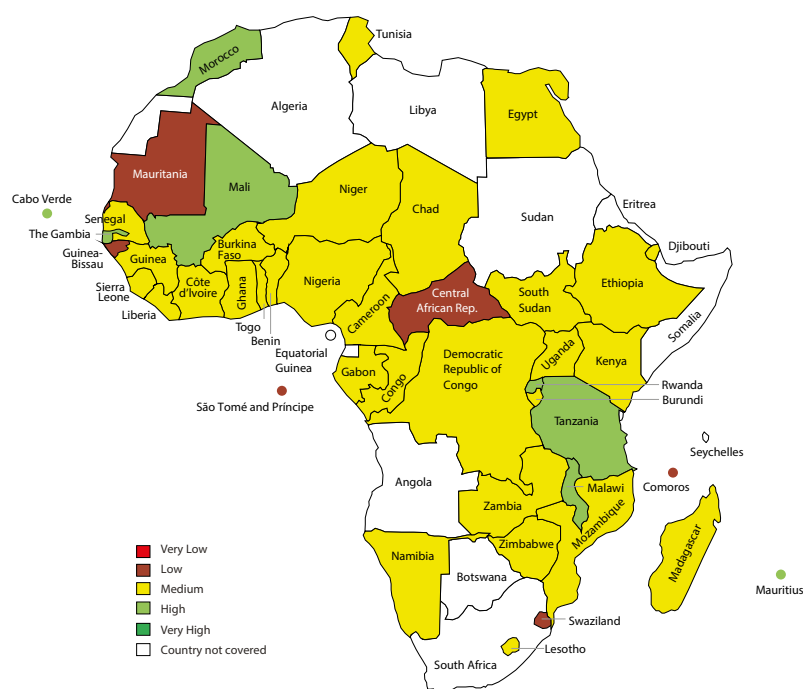 Tunisia
Morocco
Algeria
Libya
Egypt
Mauritania
Mali
Niger
Chad
Sudan
Eritrea
Cabo Verde
Senegal
The Gambia
Guinea-
Bissau
Guinea
Burkina
Faso
Djibouti
Sierra
Leone
Liberia
Côte
d'Ivoire
Ghana
Togo
Benin
Nigeria
Cameroon
Central
African Rep.
South
Sudan
Ethiopia
Somalia
Equatorial
Guinea
Gabon
Congo
Democratic
Republic of
Congo
Uganda
Kenya
Rwanda
Burundi
São Tomé and Príncipe
Tanzania
Seychelles
Comoros
Angola
Zambia
Malawi
Mozambique
Madagascar
Mauritius
Namibia
Zimbabwe
Botswana
Swaziland
Lesotho
South Africa
Very Low
Low
Medium
High
Very High
Country not covered